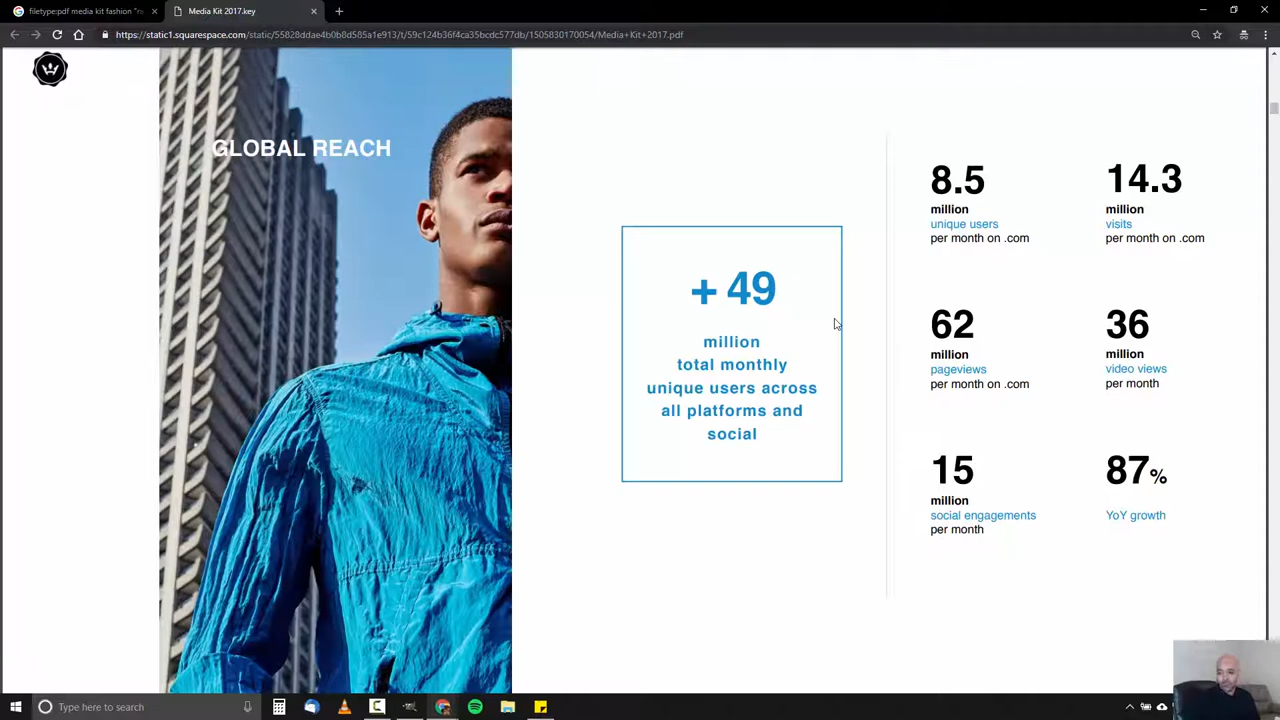 filetype:pdf media kit fashion "r
Media Kit 2017.key
https://static1.squarespace.com/static/55828ddae4b0b8d585a1e913/t/59c124b36f4ca35bcdc577db/1505830170054/Media+Kit+2017.pdf
GLOBAL REACH
+ 49
million
total monthly
unique users across
all platforms and
social
8.5
million
unique users
per month on .com
14.3
million
visits
per month on .com
62
million
pageviews
per month on .com
36
million
video views
per month
15
million
social engagements
per month
87%
YoY growth
Type here to search